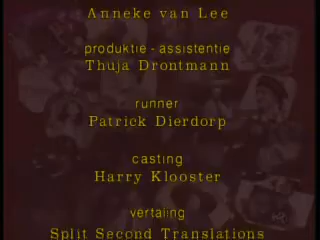 Anneke van Lee
produktie - assistentie
Thuja Drontmann
runner
Patrick Dierdorp
casting
Harry Klooster
vertaling
Split Second Translations